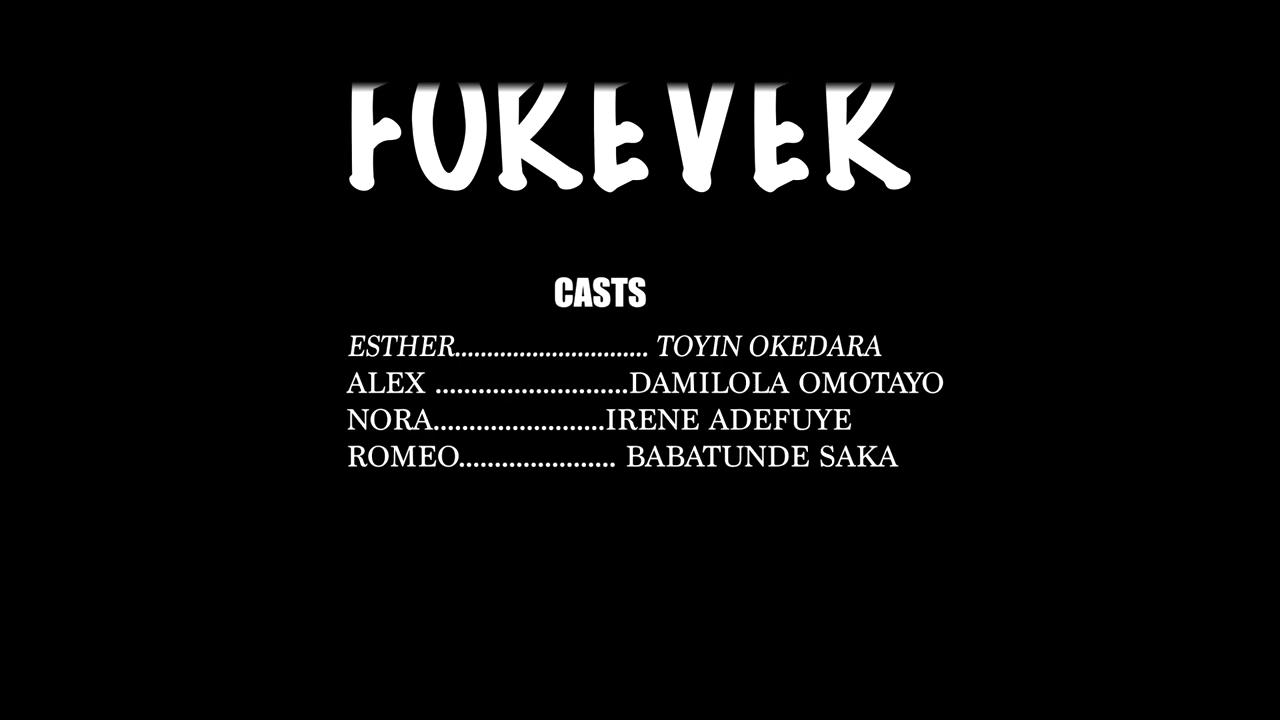 FOREVER
CASTS
ESTHER.............................. TOYIN OKEDARA
ALEX ...........................DAMILOLA OMOTAYO
NORA........................IRENE ADEFUYE
ROMEO...................... BABATUNDE SAKA